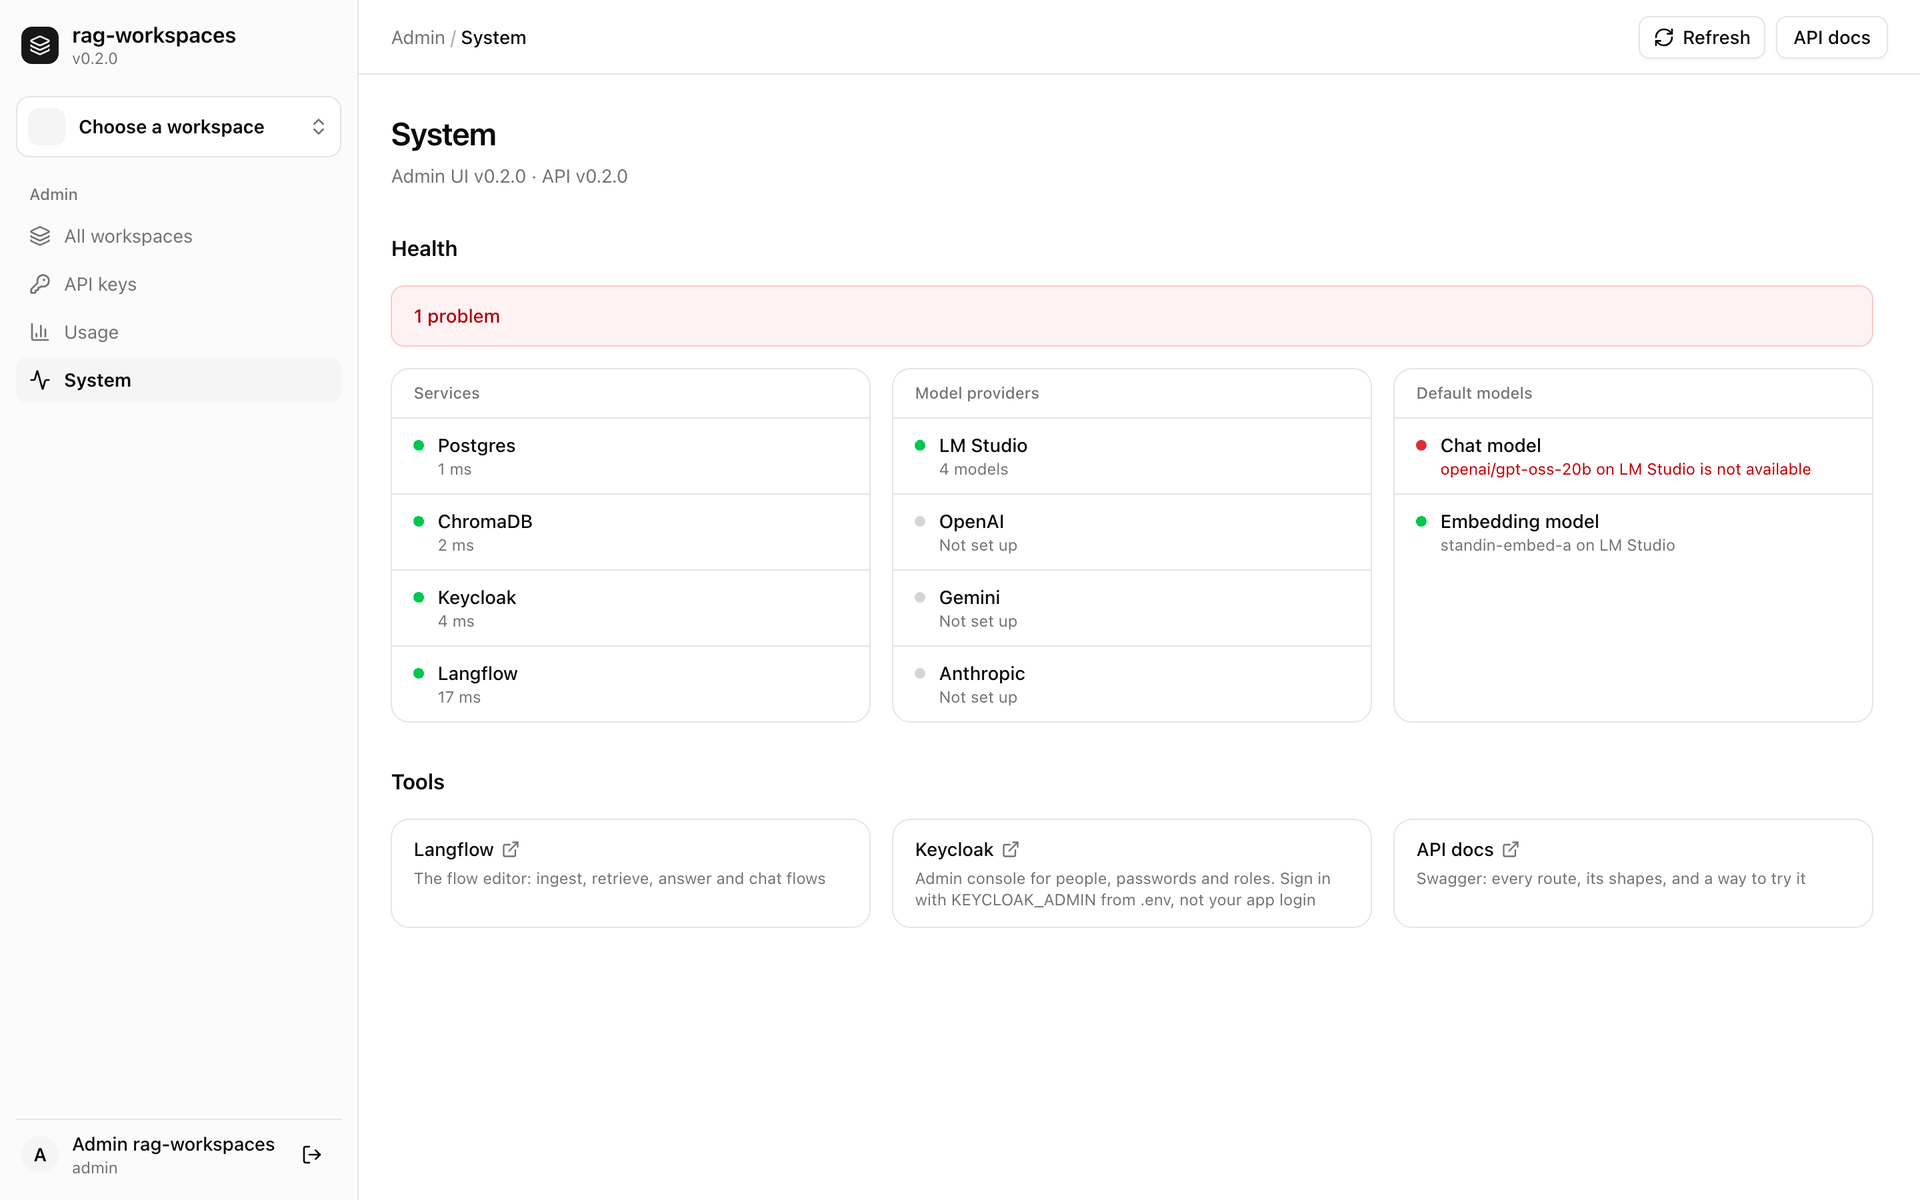 rag-workspaces
v0.2.0
Choose a workspace
Admin
All workspaces
API keys
Usage
System
Admin rag-workspaces
admin
A
Admin / System
Refresh
API docs
System
Admin UI v0.2.0 · API v0.2.0
Health
1 problem
Services
Postgres
1 ms
ChromaDB
2 ms
Keycloak
4 ms
Langflow
17 ms
Model providers
LM Studio
4 models
OpenAI
Not set up
Gemini
Not set up
Anthropic
Not set up
Default models
Chat model
openai/gpt-oss-20b on LM Studio is not available
Embedding model
standin-embed-a on LM Studio
Tools
Langflow
The flow editor: ingest, retrieve, answer and chat flows
Keycloak
Admin console for people, passwords and roles. Sign in
with KEYCLOAK_ADMIN from .env, not your app login
API docs
Swagger: every route, its shapes, and a way to try it